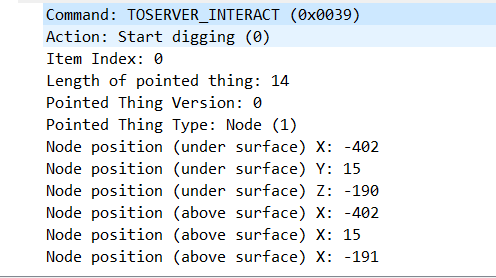 Command: TOSERVER_INTERACT (0x0039)
Action: Start digging (0)
Item Index: 0
Length of pointed thing: 14
Pointed Thing Version: 0
Pointed Thing Type: Node (1)
Node position (under surface) X: -402
Node position (under surface) Y: 15
Node position (under surface) Z: -190
Node position (above surface) X: -402
Node position (above surface) X: 15
Node position (above surface) X: -191